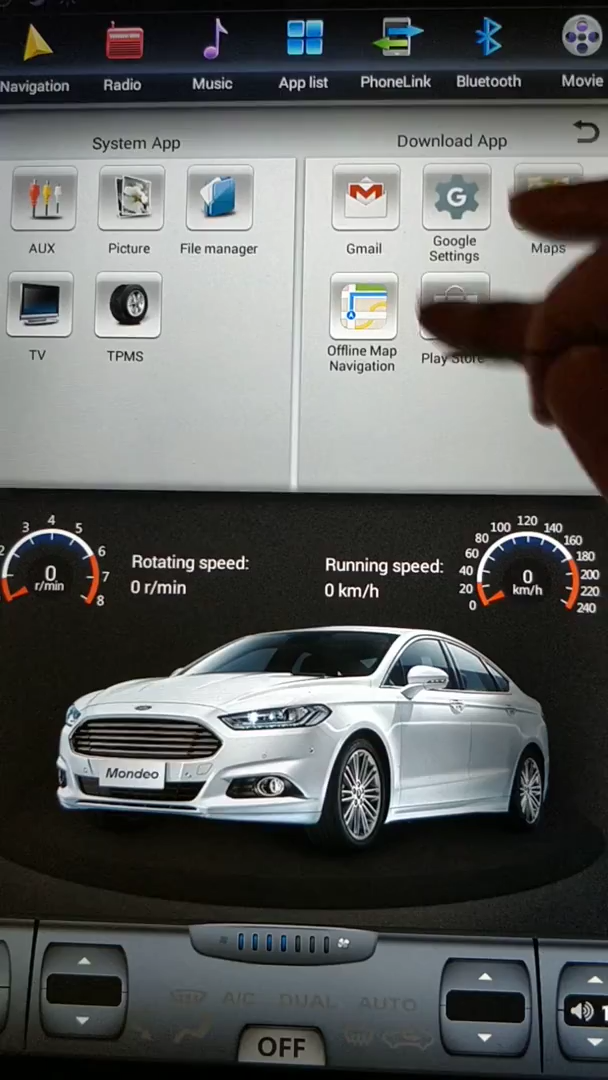 Navigation
Radio
Music
App list
PhoneLink
Bluetooth
Movie
System App
Download App
AUX
Picture
File manager
Gmail
G
Google
Settings
Maps
TV
TPMS
Offline Map
Navigation
A
Play Store
2 3 4 5 6 7 8
0
r/min
Rotating speed:
0 r/min
Running speed:
0 km/h
0 20 40 60 80 100 120 140 160 180 200 220 240
0
km/h
Ford
Mondeo
A/C DUAL AUTO
OFF
1